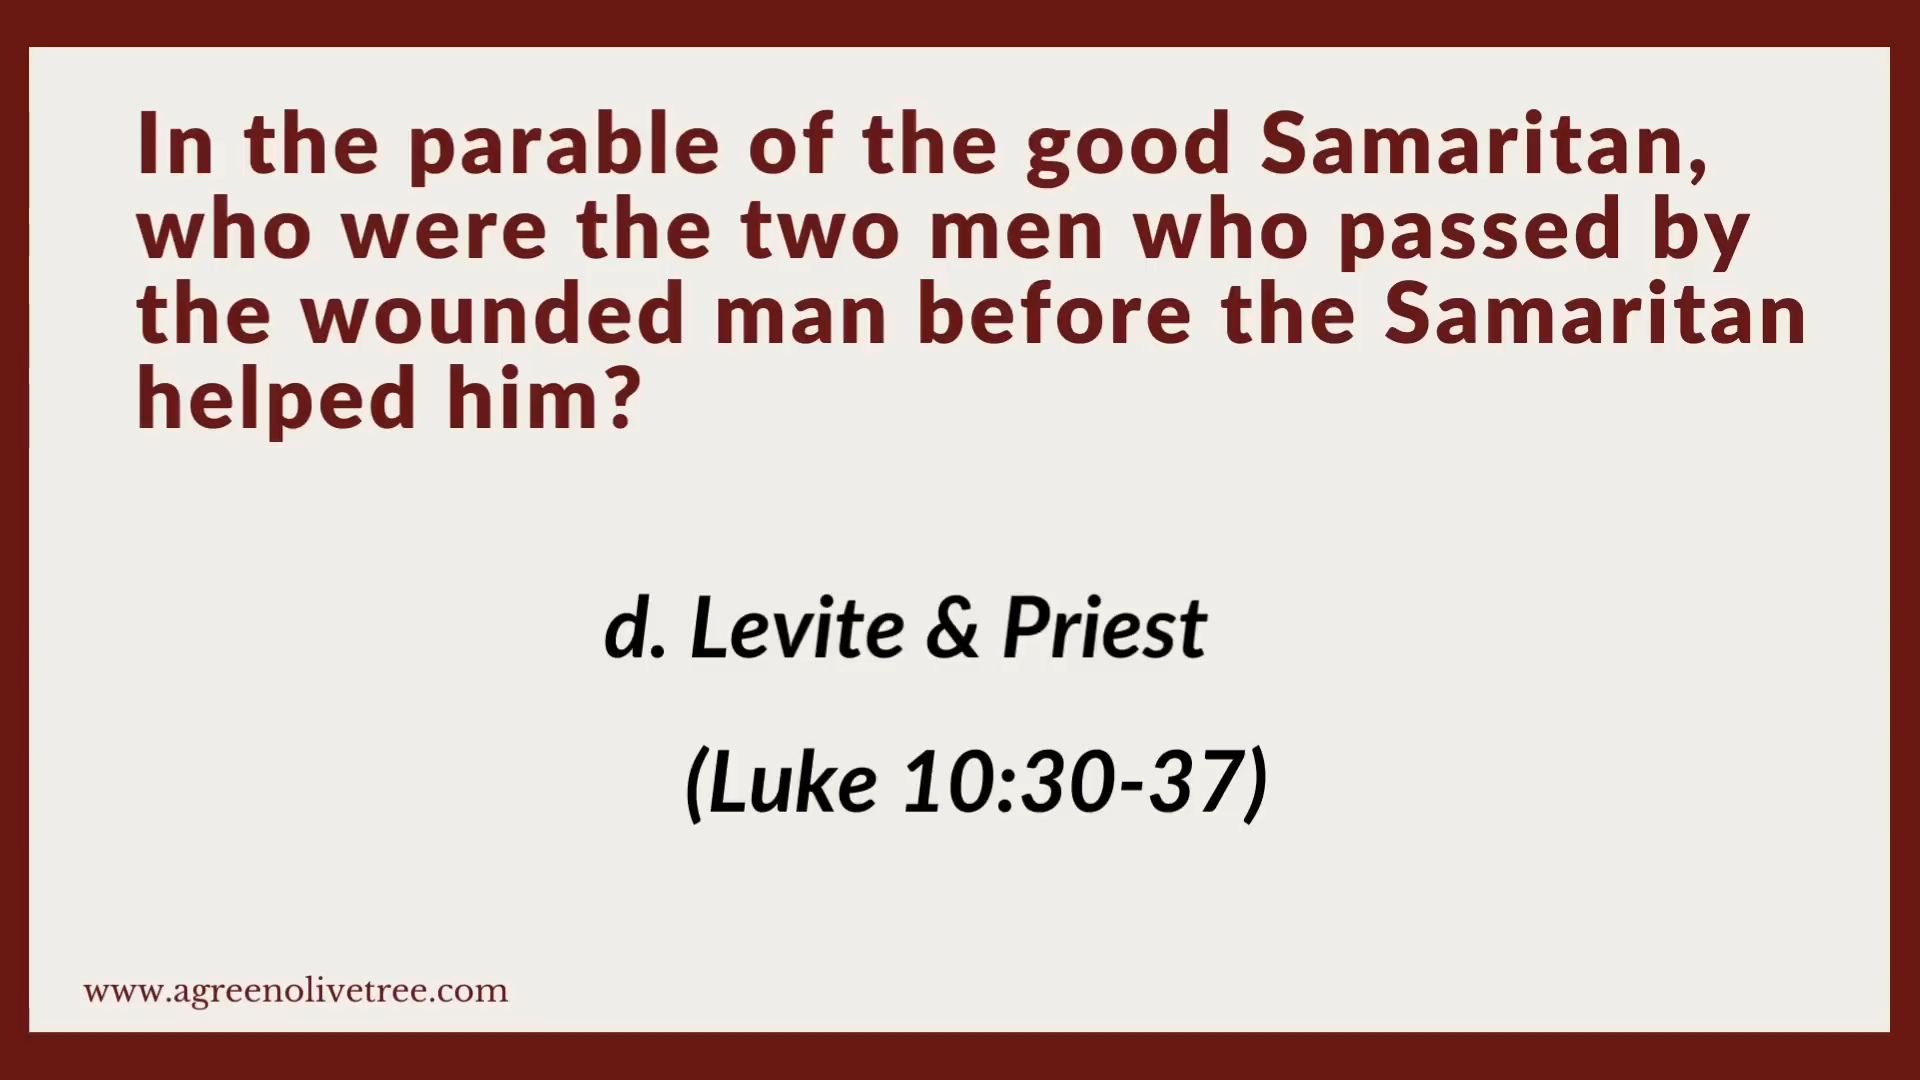 In the parable of the good Samaritan,
who were the two men who passed by
the wounded man before the Samaritan
helped him?
d. Levite & Priest
(Luke 10:30-37)
www.agreenolivetree.com